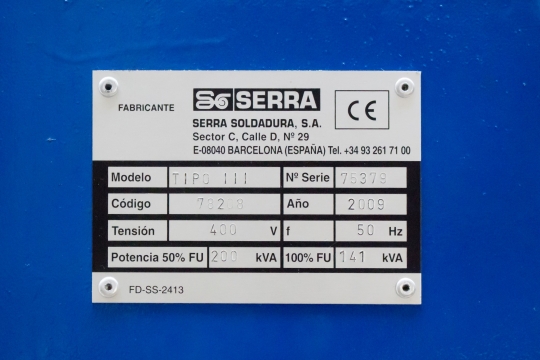 FABRICANTE SERRA
SERRA SOLDADURA, S.A.
Sector C, Calle D, Nº 29
E-08040 BARCELONA (ESPAÑA) Tel. +34 93 261 71 00
CE
Modelo TIPO III Nº Serie 75379
Código Año 2009
Tensión 400 V f 50 Hz
Potencia 50% FU 200 kVA 100% FU 141 kVA
FD-SS-2413